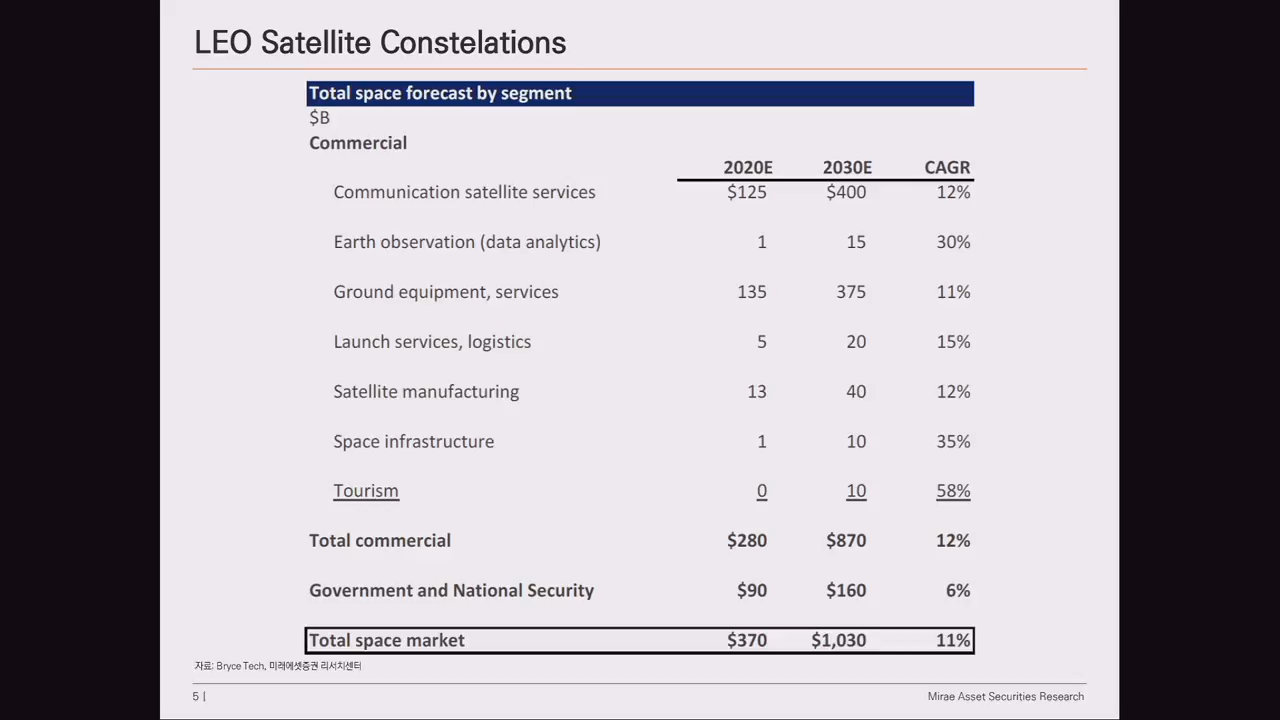 LEO Satellite Constelations
Total space forecast by segment
$B
Commercial
2020E 2030E CAGR
Communication satellite services $125 $400 12%
Earth observation (data analytics) 1 15 30%
Ground equipment, services 135 375 11%
Launch services, logistics 5 20 15%
Satellite manufacturing 13 40 12%
Space infrastructure 1 10 35%
Tourism 0 10 58%
Total commercial $280 $870 12%
Government and National Security $90 $160 6%
Total space market $370 $1,030 11%
자료: Bryce Tech, 미래에셋증권 리서치센터
5 | Mirae Asset Securities Research